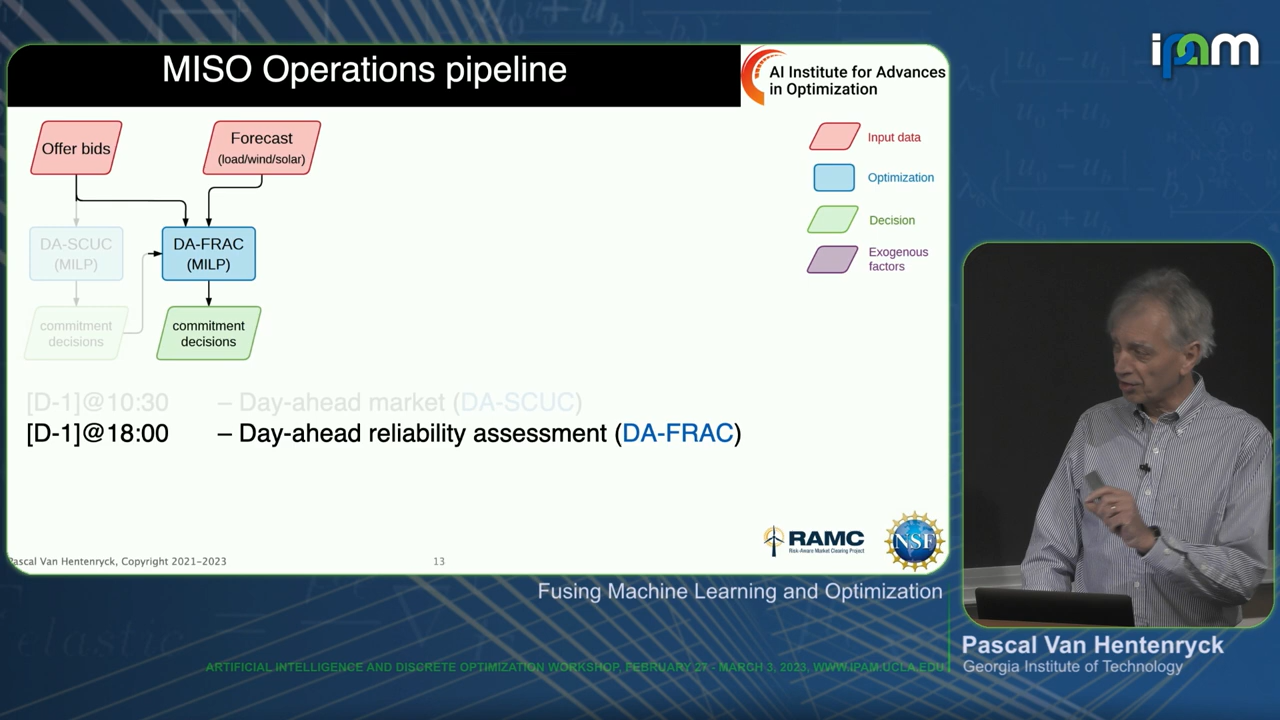 MISO Operations pipeline
AI Institute for Advances
in Optimization
ipam
Offer bids
Forecast
(load/wind/solar)
Input data
Optimization
Decision
Exogenous
factors
DA-SCUC
(MILP)
DA-FRAC
(MILP)
commitment
decisions
commitment
decisions
[D-1]@10:30 – Day-ahead market (DA-SCUC)
[D-1]@18:00 – Day-ahead reliability assessment (DA-FRAC)
RAMC
Risk-Aware Market Clearing Project
NSF
Pascal Van Hentenryck, Copyright 2021-2023
13
Fusing Machine Learning and Optimization
Pascal Van Hentenryck
Georgia Institute of Technology
ARTIFICIAL INTELLIGENCE AND DISCRETE OPTIMIZATION WORKSHOP, FEBRUARY 27 - MARCH 3, 2023, WWW.IPAM.UCLA.EDU
elastic